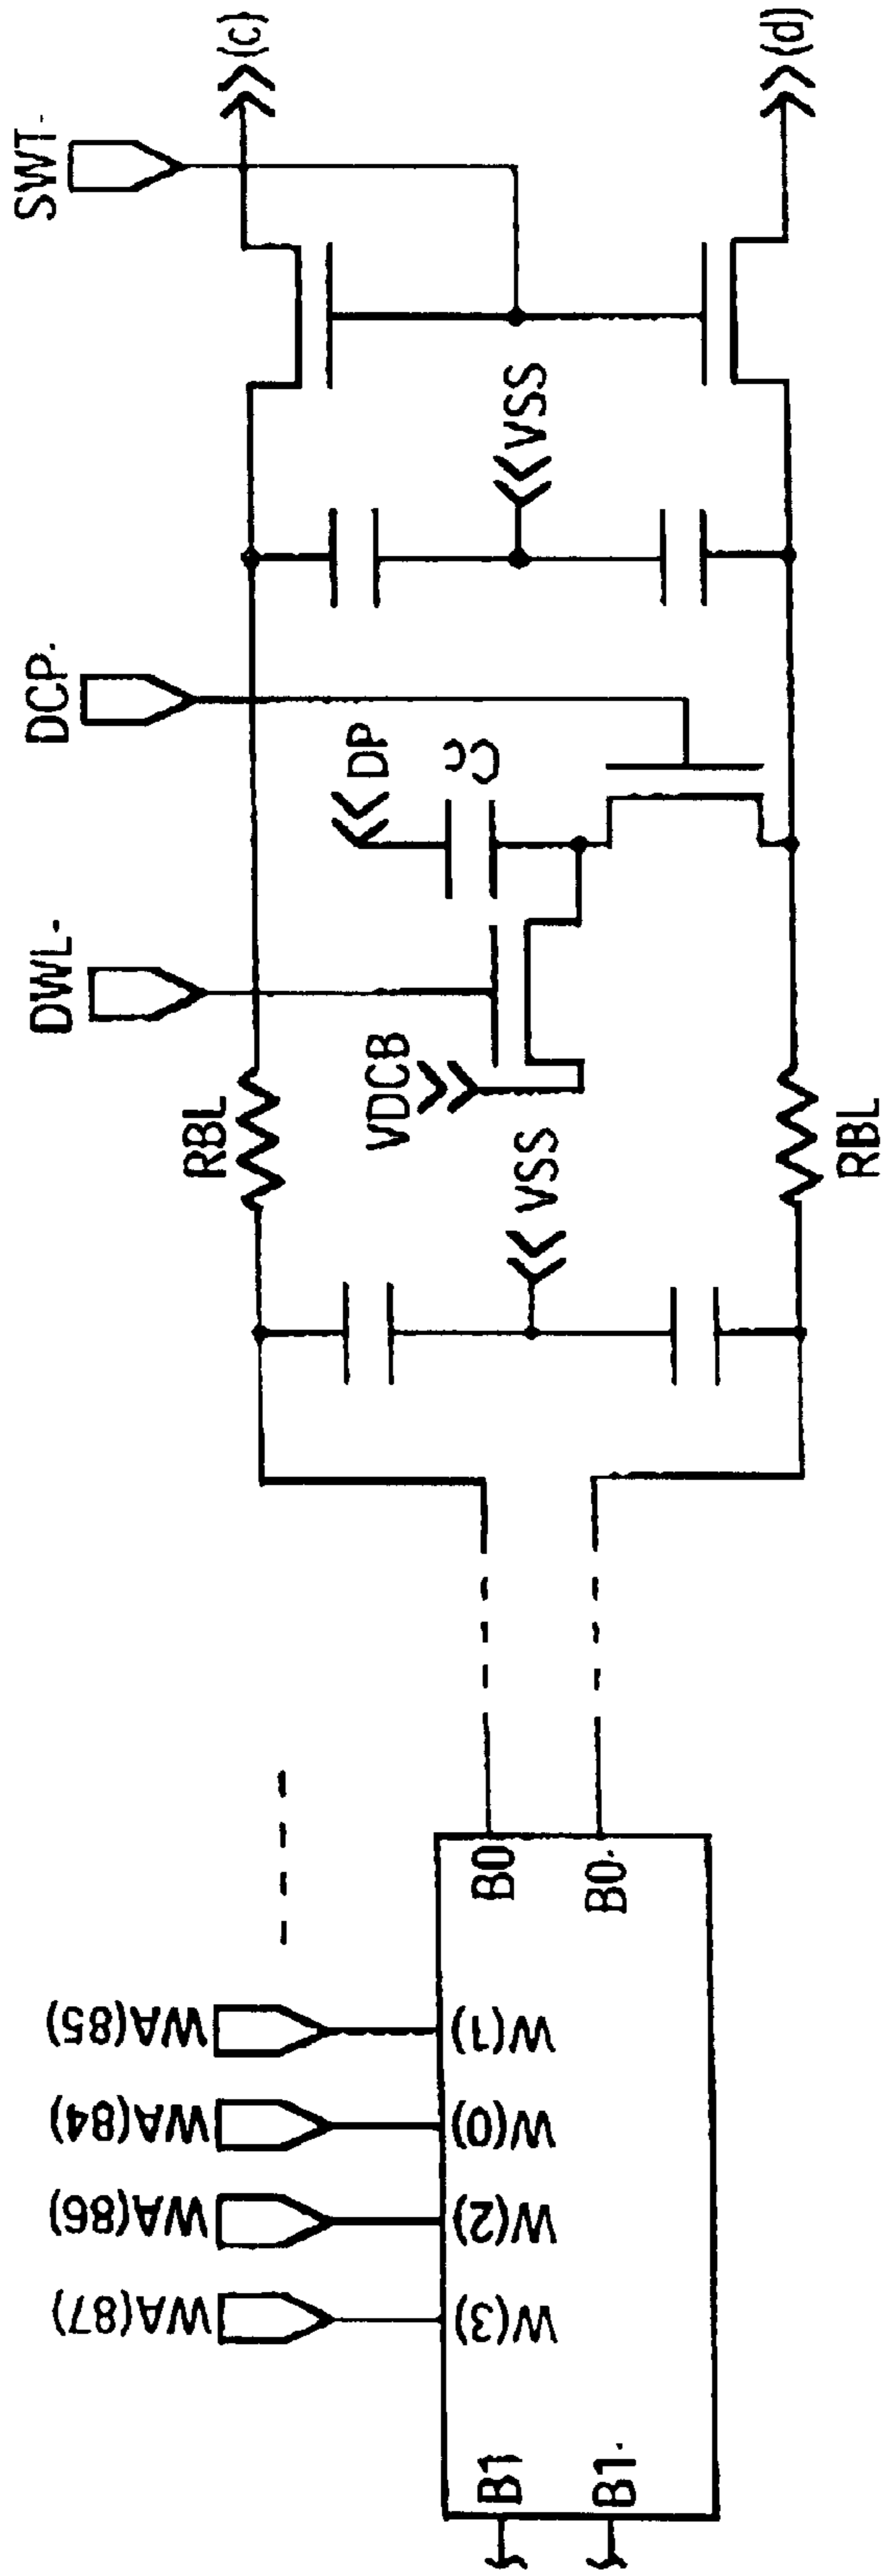 SWT-
(c)
(d)
DCP-
VSS
DP
CC
DWL-
VDCB
RBL
RBL
VSS
B0
B0-
WA(85)
WA(84)
WA(86)
WA(87)
W(1)
W(0)
W(2)
W(3)
B1
B1-